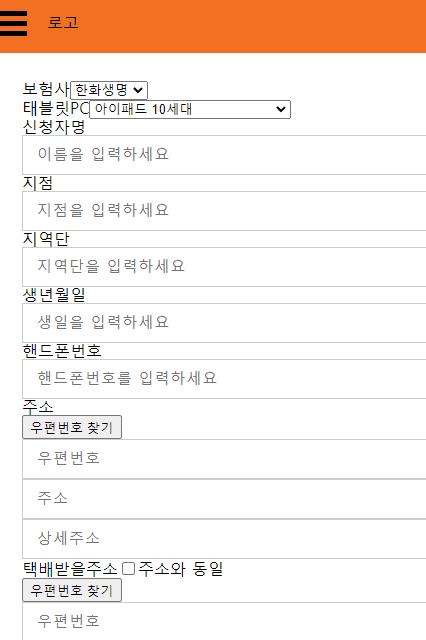 로고
보험사 한화생명
태블릿PC 아이패드 10세대
신청자명
이름을 입력하세요
지점
지점을 입력하세요
지역단
지역단을 입력하세요
생년월일
생일을 입력하세요
핸드폰번호
핸드폰번호를 입력하세요
주소
우편번호 찾기
우편번호
주소
상세주소
택배받을주소 주소와 동일
우편번호 찾기
우편번호